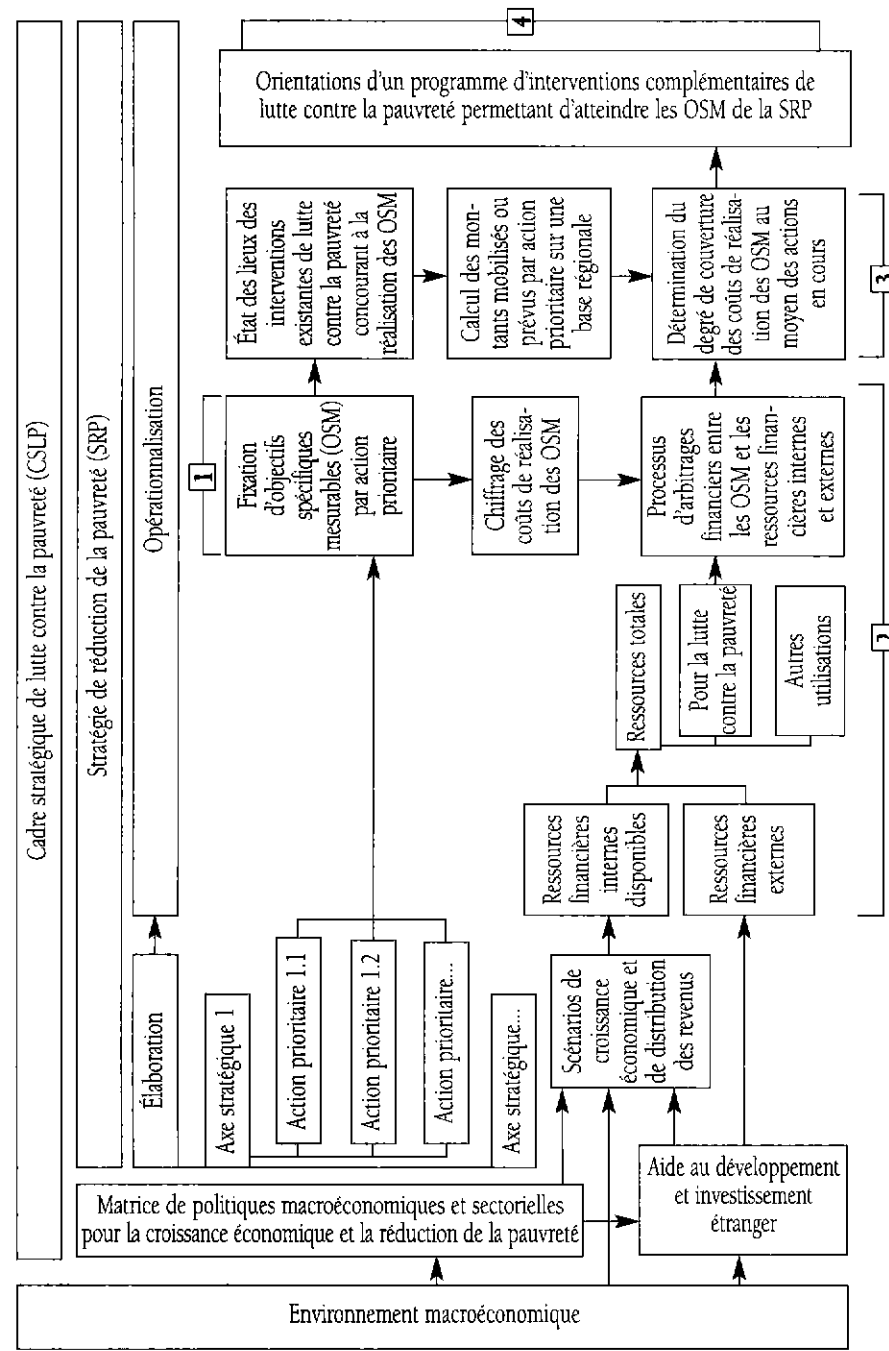 Cadre stratégique de lutte contre la pauvreté (CSLP)
Stratégie de réduction de la pauvreté (SRP)
Élaboration
Opérationnalisation
Environnement macroéconomique
Matrice de politiques macroéconomiques et sectorielles
pour la croissance économique et la réduction de la pauvreté
Axe stratégique 1
Action prioritaire 1.1
Action prioritaire 1.2
Action prioritaire...
Axe stratégique...
Aide au développement
et investissement
étranger
Scénarios de
croissance
économique et
de distribution
des revenus
Ressources
financières
internes
disponibles
Ressources
financières
externes
Ressources totales
Pour la lutte
contre la pauvreté
Autres
utilisations
1
Fixation
d'objectifs
spécifiques
mesurables (OSM)
par action
prioritaire
Chiffrage des
coûts de réalisa-
tion des OSM
Processus
d'arbitrages
financiers entre
les OSM et les
ressources finan-
cières internes
et externes
2
État des lieux des
interventions
existantes de lutte
contre la pauvreté
concourant à la
réalisation des OSM
Calcul des mon-
tants mobilisés ou
prévus par action
prioritaire sur une
base régionale
Détermination du
degré de couverture
des coûts de réalisa-
tion des OSM au
moyen des actions
en cours
3
Orientations d'un programme d'interventions complémentaires de
lutte contre la pauvreté permettant d'atteindre les OSM de la SRP
4